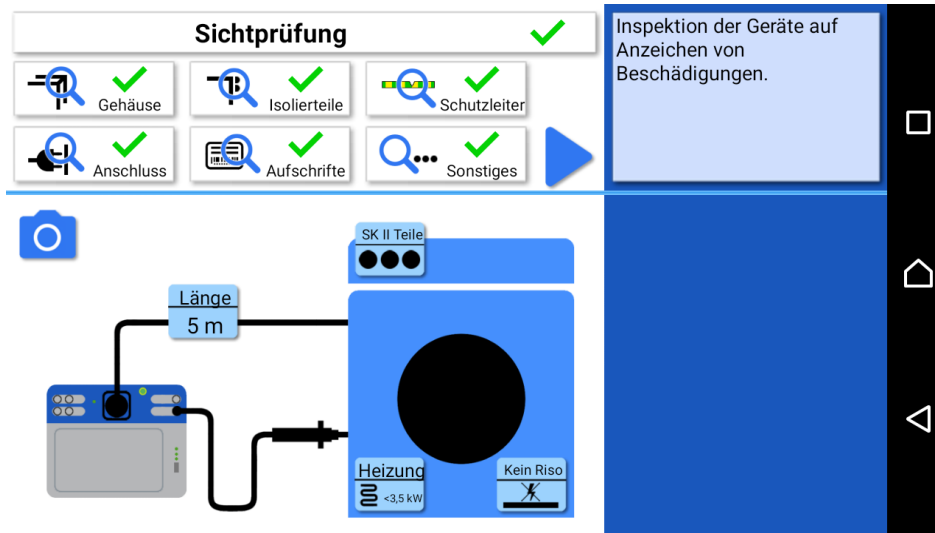 Sichtprüfung
Gehäuse
Isolierteile
Schutzleiter
Anschluss
Aufschrifte
Sonstiges
Inspektion der Geräte auf
Anzeichen von
Beschädigungen.
SK II Teile
Länge
5 m
Heizung
<3,5 kW
Kein Riso